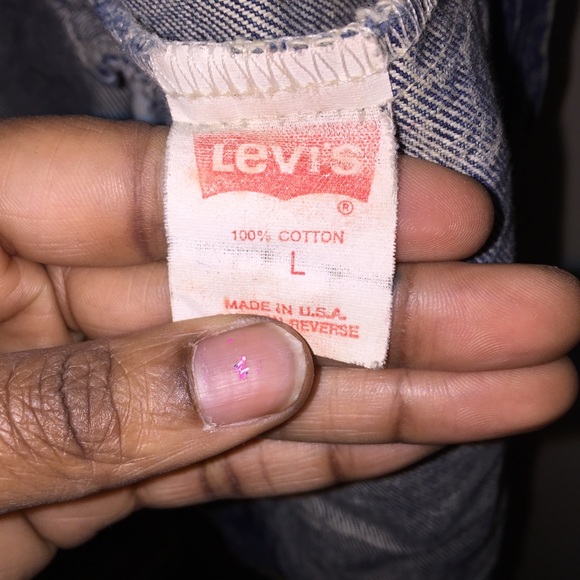 Levi's
®
100% COTTON
L
MADE IN U.S.A.
REVERSE